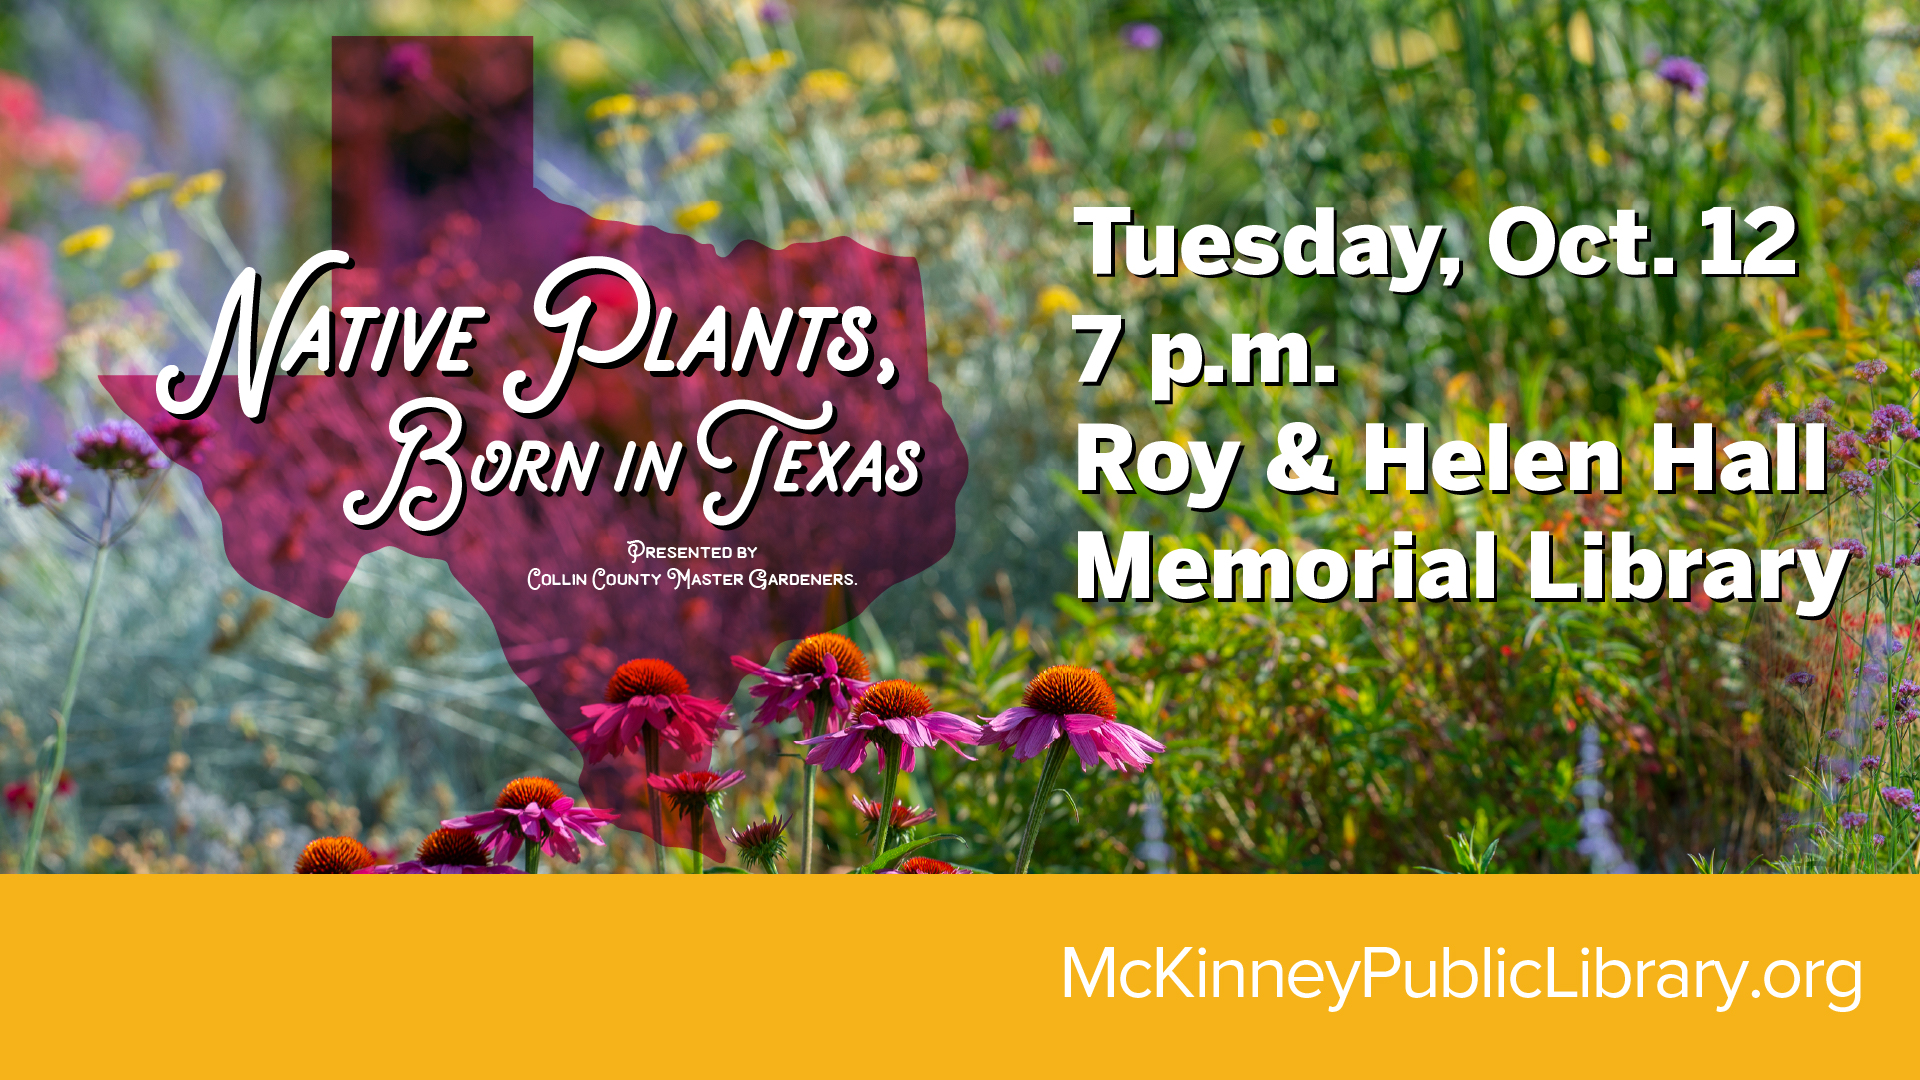 Native Plants,
Born in Texas
Presented by
Collin County Master Gardeners.
Tuesday, Oct. 12
7 p.m.
Roy & Helen Hall
Memorial Library
McKinneyPublicLibrary.org